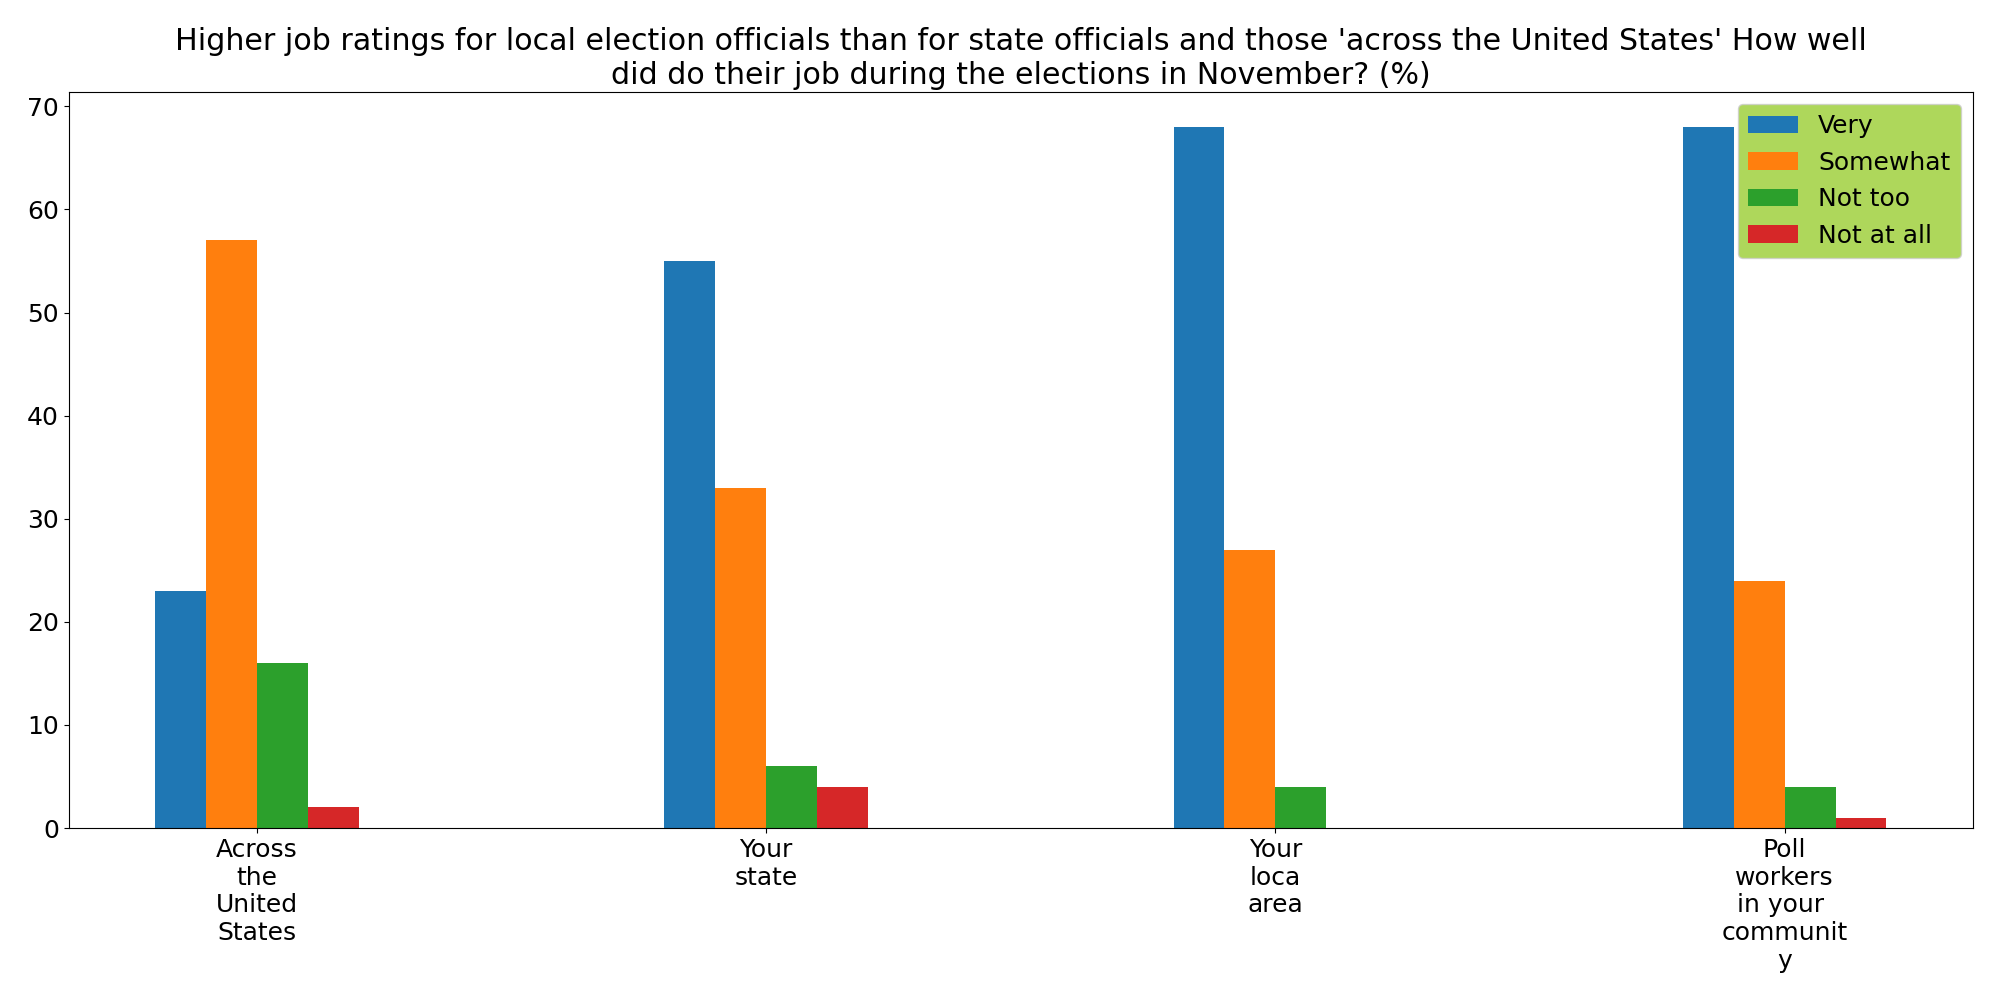 Higher job ratings for local election officials than for state officials and those 'across the United States' How well
did do their job during the elections in November? (%)
70
60
50
40
30
20
10
0
Very
Somewhat
Not too
Not at all
Across
the
United
States
Your
state
Your
loca
area
Poll
workers
in your
communit
y